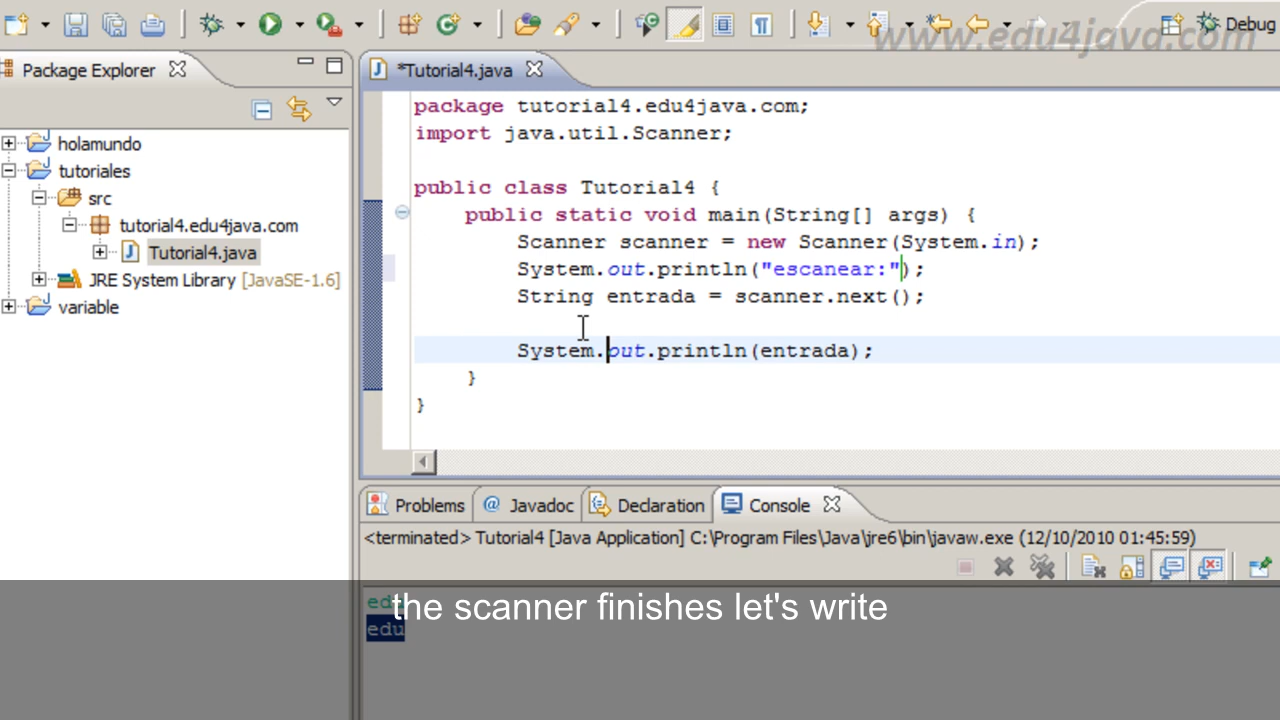 Debug
www.edu4java.com
Package Explorer
*Tutorial4.java
holamundo
tutoriales
src
tutorial4.edu4java.com
Tutorial4.java
JRE System Library [JavaSE-1.6]
variable
package tutorial4.edu4java.com;
import java.util.Scanner;
public class Tutorial4 {
public static void main(String[] args) {
Scanner scanner = new Scanner(System.in);
System.out.println("escanear:");
String entrada = scanner.next();
System.out.println(entrada);
}
}
Problems
@ Javadoc
Declaration
Console
<terminated> Tutorial4 [Java Application] C:\Program Files\Java\jre6\bin\javaw.exe (12/10/2010 01:45:59)
edu
the scanner finishes let's write
edu